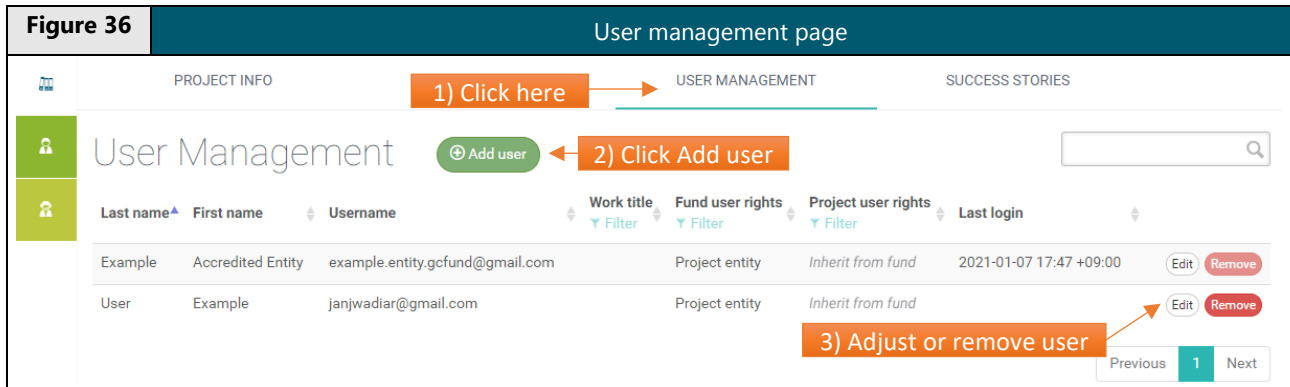 Figure 36
User management page
PROJECT INFO
1) Click here
USER MANAGEMENT
SUCCESS STORIES
User Management
Add user
2) Click Add user
Last name First name Username Work title Fund user rights Project user rights Last login
Filter Filter Filter
Example Accredited Entity example.entity.gcfund@gmail.com Project entity Inherit from fund 2021-01-07 17:47 +09:00 Edit Remove
User Example janjwadiar@gmail.com Project entity Inherit from fund Edit Remove
3) Adjust or remove user
Previous 1 Next